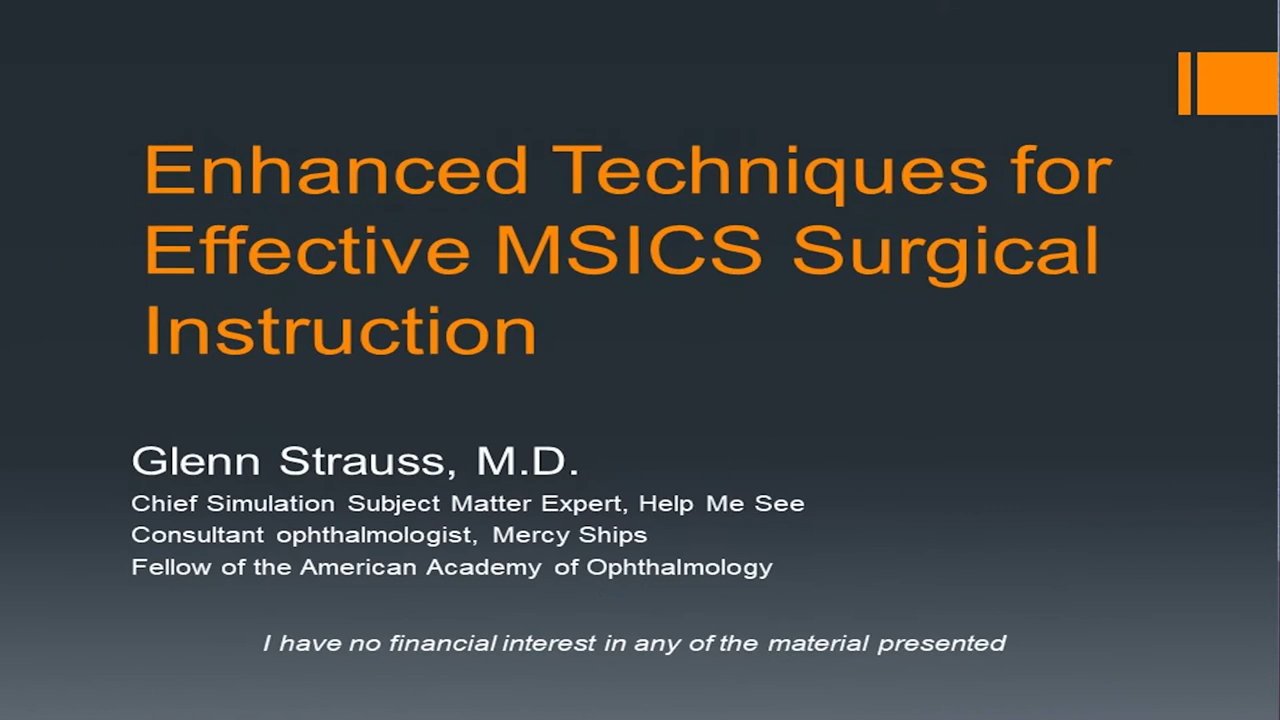 Enhanced Techniques for
Effective MSICS Surgical
Instruction
Glenn Strauss, M.D.
Chief Simulation Subject Matter Expert, Help Me See
Consultant ophthalmologist, Mercy Ships
Fellow of the American Academy of Ophthalmology
I have no financial interest in any of the material presented